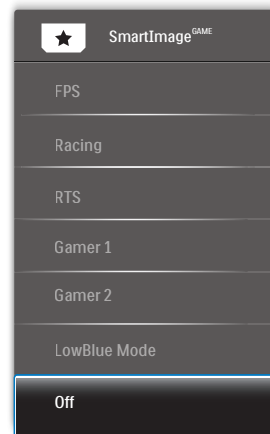 SmartImageGAME
FPS
Racing
RTS
Gamer 1
Gamer 2
LowBlue Mode
Off